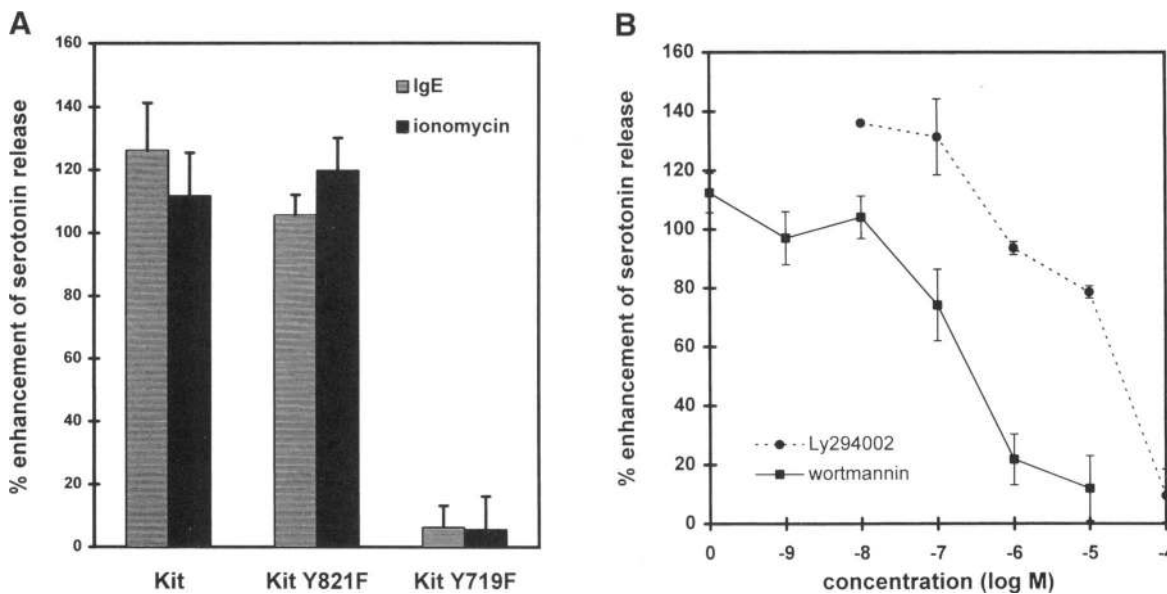 A
% enhancement of serotonin release
160
140
120
100
80
60
40
20
0
IgE
ionomycin
Kit
Kit Y821F
Kit Y719F
B
% enhancement of serotonin release
160
140
120
100
80
60
40
20
0
Ly294002
wortmannin
0
-9
-8
-7
-6
-5
-4
concentration (log M)